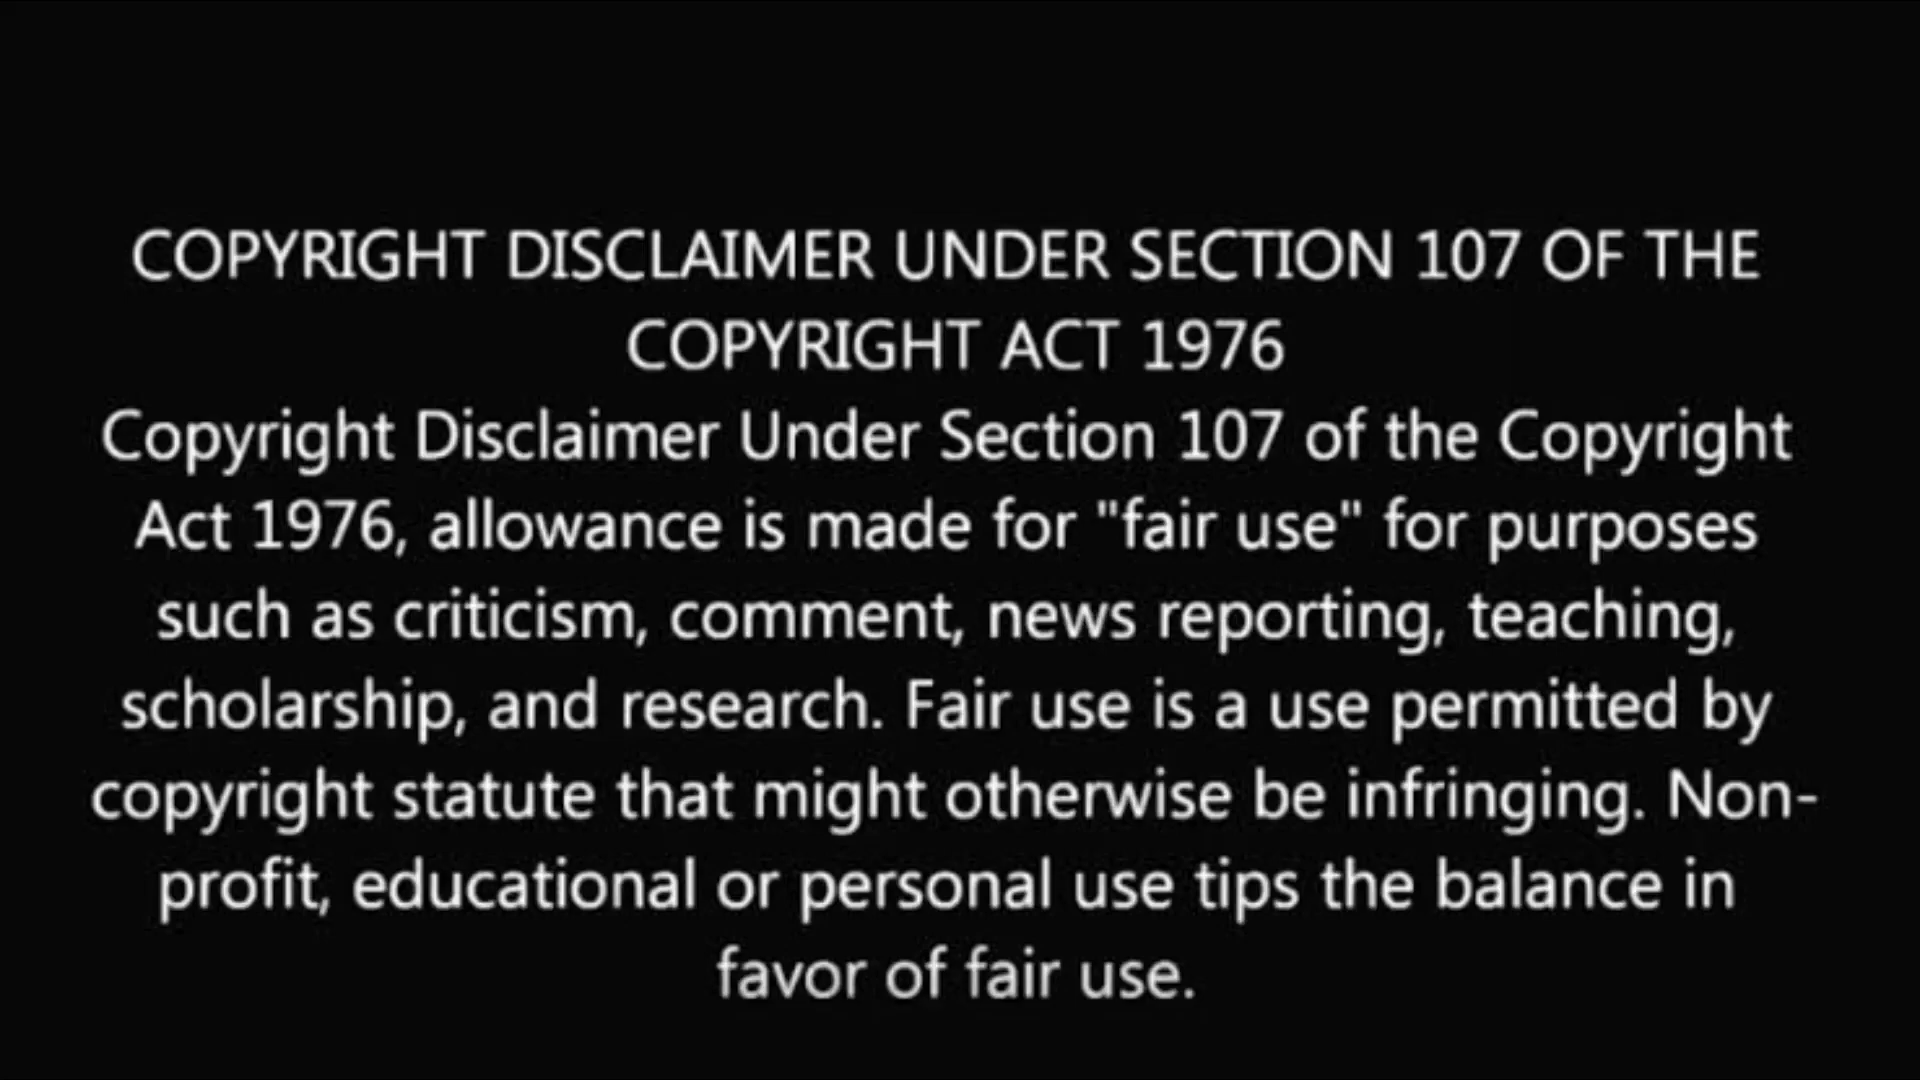 COPYRIGHT DISCLAIMER UNDER SECTION 107 OF THE
COPYRIGHT ACT 1976
Copyright Disclaimer Under Section 107 of the Copyright
Act 1976, allowance is made for "fair use" for purposes
such as criticism, comment, news reporting, teaching,
scholarship, and research. Fair use is a use permitted by
copyright statute that might otherwise be infringing. Non-
profit, educational or personal use tips the balance in
favor of fair use.